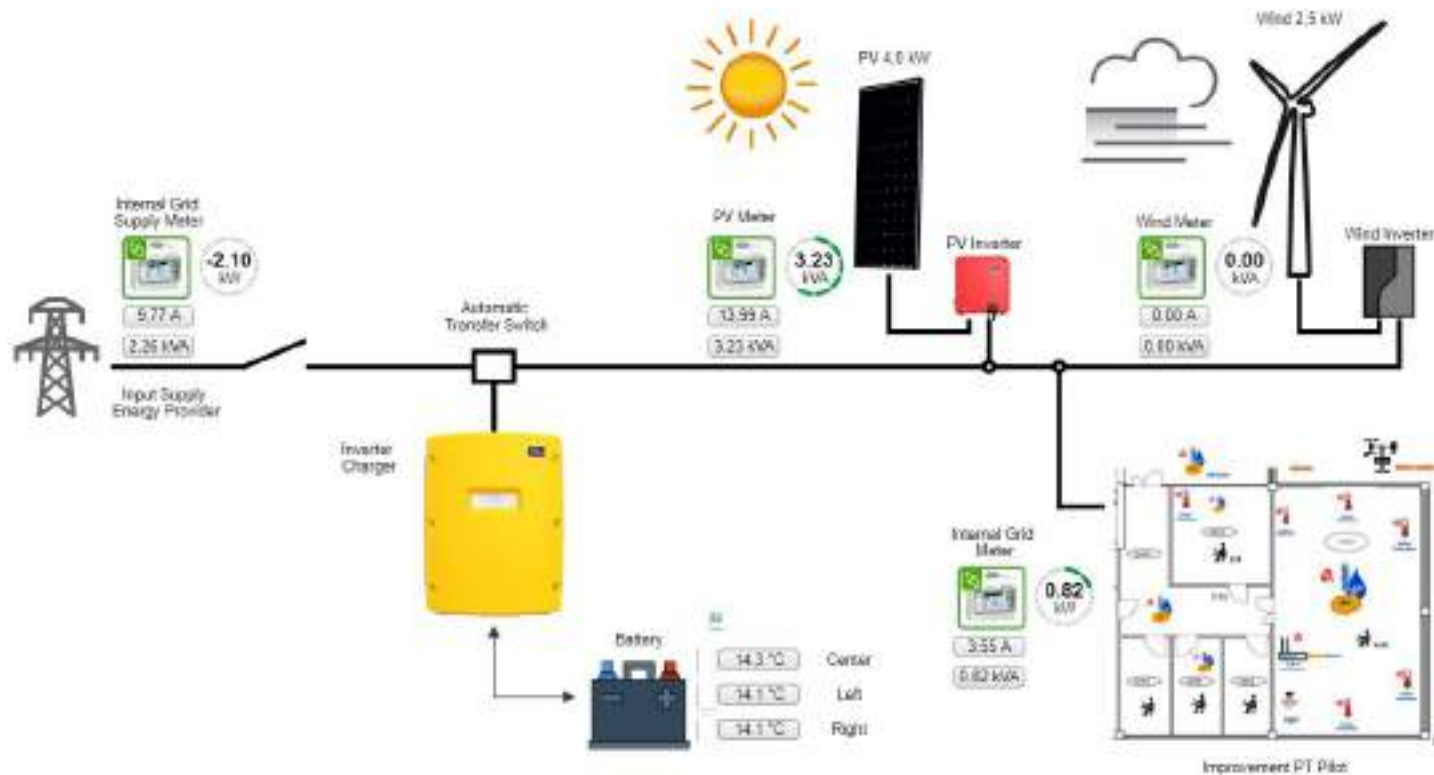 Wind 2,5 kW
PV 4,0 kW
Internal Grid
Supply Meter
-2.10
kW
9.77 A
2.26 kVA
Input Supply
Energy Provider
Automatic
Transfer Switch
PV Meter
3.23
kVA
13.99 A
3.23 kVA
PV Inverter
Wind Meter
0.00
kVA
0.00 A
0.00 kVA
Wind Inverter
Inverter
Charger
Internal Grid
Meter
0.82
kW
3.55 A
0.82 kVA
Battery
14.3 °C Center
14.1 °C Left
14.1 °C Right
Improvement PT Pilot